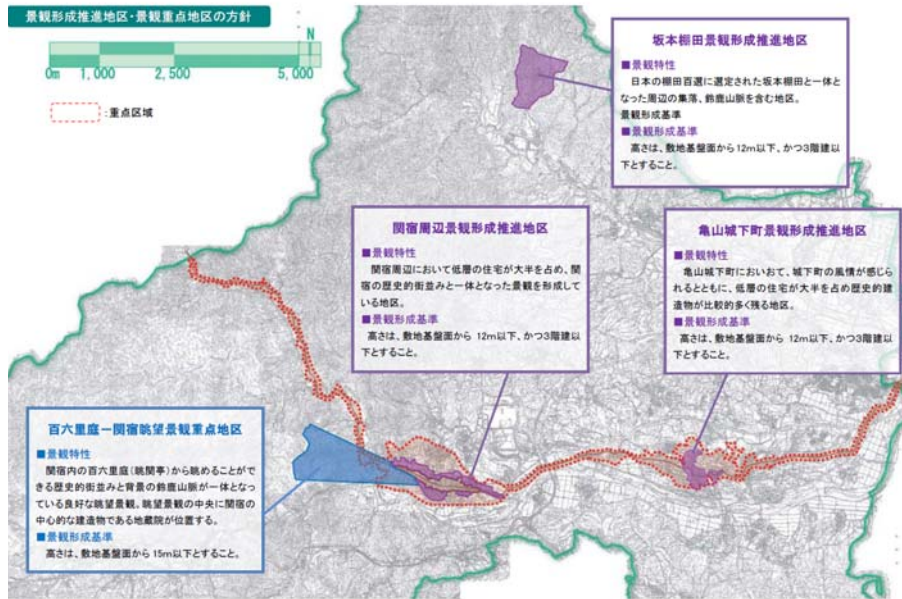 景観形成推進地区・景観重点地区の方針
N
0m 1,000 2,500 5,000
:重点区域
坂本棚田景観形成推進地区
■景観特性
日本の棚田百選に選定された坂本棚田と一体と
なった周辺の集落、鈴鹿山脈を含む地区。
景観形成基準
■景観形成基準
高さは、敷地基盤面から12m以下、かつ3階建以
下とすること。
関宿周辺景観形成推進地区
■景観特性
関宿周辺において低層の住宅が大半を占め、関
宿の歴史的街並みと一体となった景観を形成して
いる地区。
■景観形成基準
高さは、敷地基盤面から 12m以下、かつ3階建以
下とすること。
亀山城下町景観形成推進地区
■景観特性
亀山城下町においおて、城下町の風情が感じら
れるとともに、低層の住宅が大半を占め歴史的建
造物が比較的多く残る地区。
■景観形成基準
高さは、敷地基盤面から 12m以下、かつ3階建以
下とすること。
百六里庭ー関宿眺望景観重点地区
■景観特性
関宿内の百六里庭(眺関亭)から眺めることがで
きる歴史的街並みと背景の鈴鹿山脈が一体となっ
ている良好な眺望景観。眺望景観の中央に関宿の
中心的な建造物である地蔵院が位置する。
■景観形成基準
高さは、敷地基盤面から 15m以下とすること。